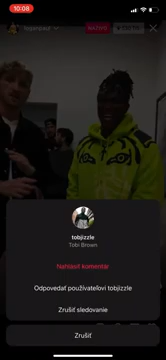 10:08
tobjizzle
Tobi Brown
Nahlásiť komentár
Odpovedať používateľovi tobjizzle
Zrušiť sledovanie
Zrušiť